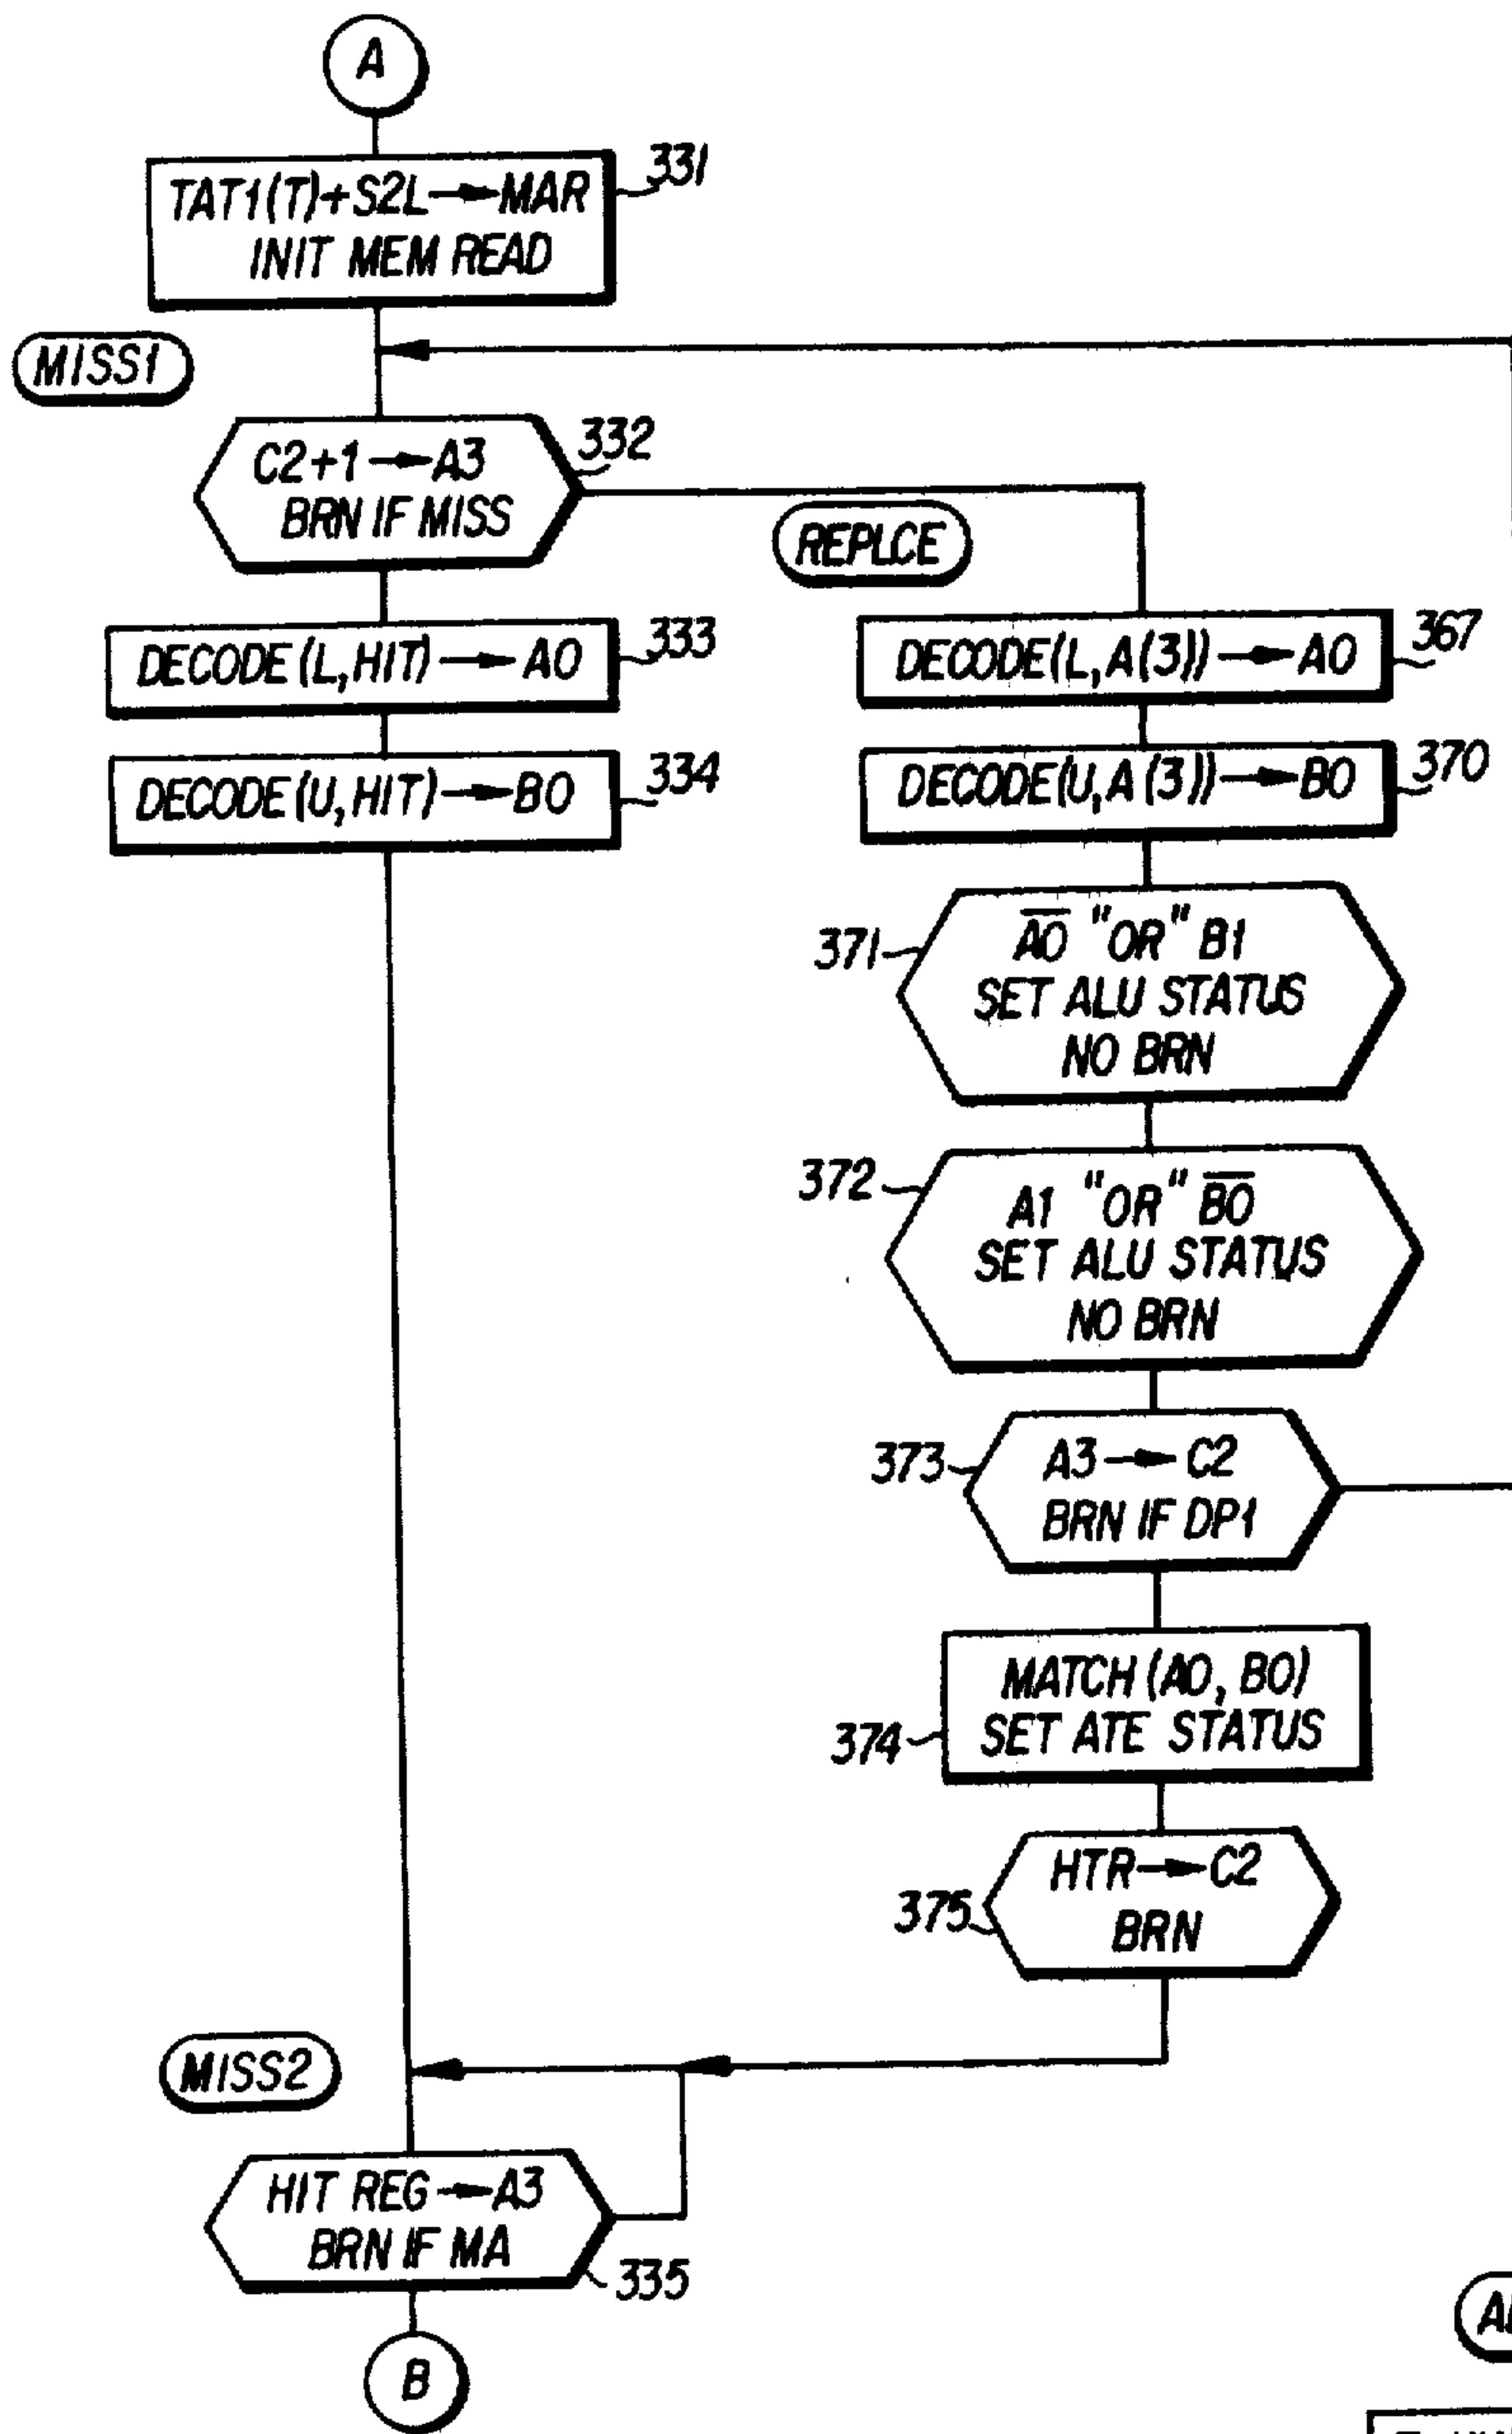 A
TAT1(T)+S2L→MAR
INIT MEM READ
331
MISS1
C2+1→A3
BRN IF MISS
332
REPLCE
DECODE(L,HIT)→A0
333
DECODE(U,HIT)→B0
334
DECODE(L,A(3))→A0
367
DECODE(U,A(3))→B0
370
371
A̅0̅ "OR" B1
SET ALU STATUS
NO BRN
372
A1 "OR" B̅0̅
SET ALU STATUS
NO BRN
373
A3→C2
BRN IF DP1
MATCH(A0,B0)
SET ATE STATUS
374
HTR→C2
BRN
375
MISS2
HIT REG→A3
BRN IF MA
335
B